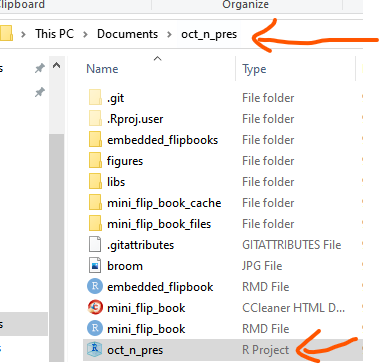 Clipboard Organize
This PC > Documents > oct_n_pres
Name Type
.git File folder
.Rproj.user File folder
embedded_flipbooks File folder
figures File folder
libs File folder
mini_flip_book_cache File folder
mini_flip_book_files File folder
.gitattributes GITATTRIBUTES File
broom JPG File
embedded_flipbook RMD File
mini_flip_book CCleaner HTML D...
mini_flip_book RMD File
oct_n_pres R Project